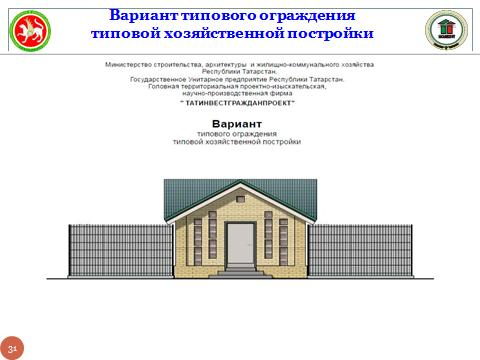 Вариант типового ограждения
типовой хозяйственной постройки
Министерство строительства, архитектуры и жилищно-коммунального хозяйства
Республики Татарстан.
Государственное Унитарное предприятие Республики Татарстан.
Головная территориальная проектно-изыскательская,
научно-производственная фирма
" ТАТИНВЕСТГРАЖДАНПРОЕКТ"
Вариант
типового ограждения
типовой хозяйственной постройки
31